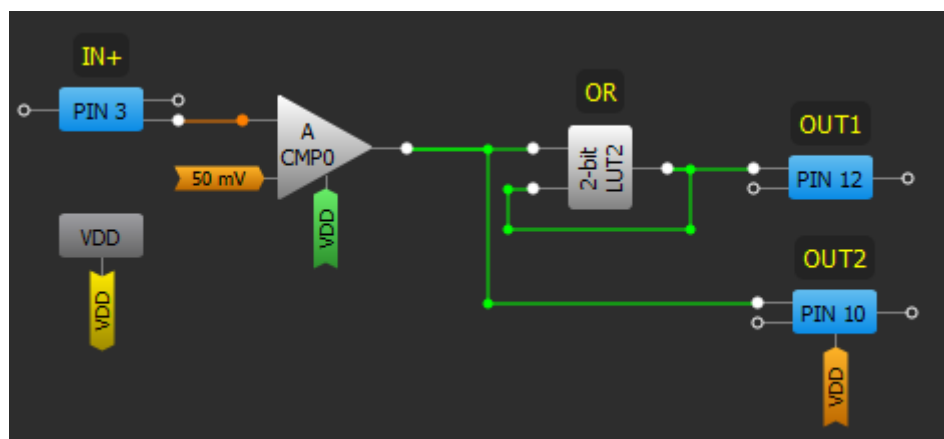 IN+
PIN 3
A
CMP0
50 mV
VDD
VDD
VDD
OR
2-bit
LUT2
OUT1
PIN 12
OUT2
PIN 10
VDD